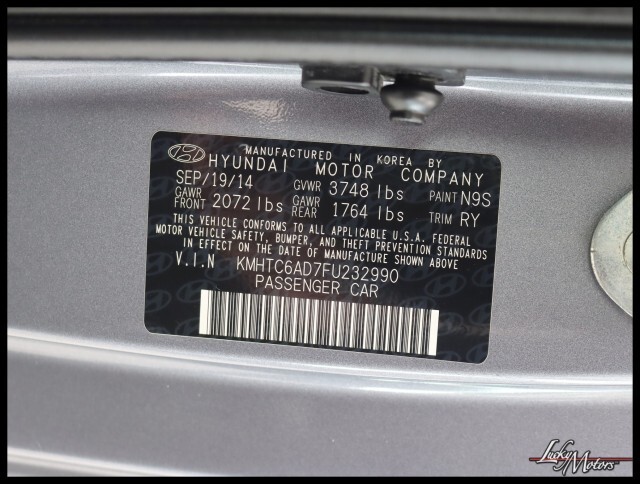 MANUFACTURED IN KOREA BY
HYUNDAI MOTOR COMPANY
SEP/19/14 GVWR 3748 lbs PAINT N9S
GAWR FRONT 2072 lbs GAWR REAR 1764 lbs TRIM RY
THIS VEHICLE CONFORMS TO ALL APPLICABLE U.S.A. FEDERAL
MOTOR VEHICLE SAFETY, BUMPER, AND THEFT PREVENTION STANDARDS
IN EFFECT ON THE DATE OF MANUFACTURE SHOWN ABOVE
V.I.N KMHTC6AD7FU232990
PASSENGER CAR
Lucky Motors